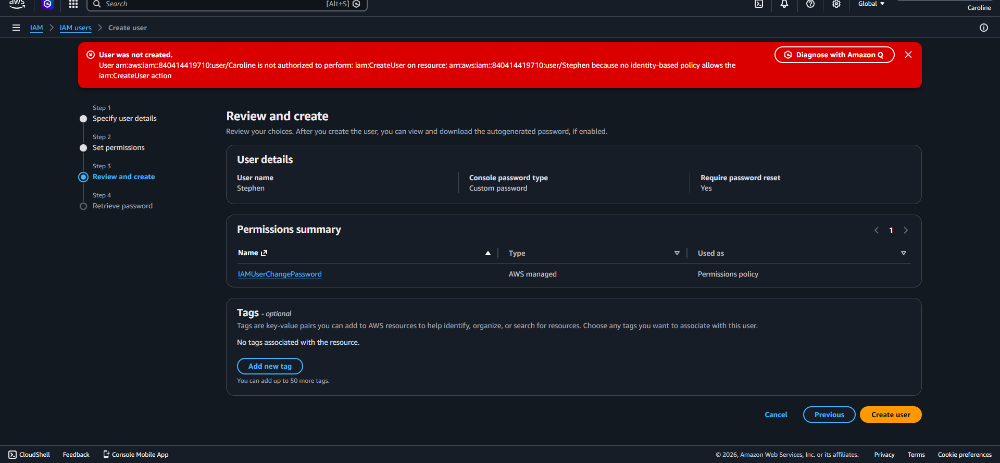 aws
Search
[Alt+S]
Global
Caroline
IAM
IAM users
Create user
User was not created.
User arn:aws:iam::840414419710:user/Caroline is not authorized to perform: iam:CreateUser on resource: arn:aws:iam::840414419710:user/Stephen because no identity-based policy allows the
iam:CreateUser action
Diagnose with Amazon Q
Step 1
Specify user details
Step 2
Set permissions
Step 3
Review and create
Step 4
Retrieve password
Review and create
Review your choices. After you create the user, you can view and download the autogenerated password, if enabled.
User details
User name
Stephen
Console password type
Custom password
Require password reset
Yes
Permissions summary
1
Name
Type
Used as
IAMUserChangePassword
AWS managed
Permissions policy
Tags - optional
Tags are key-value pairs you can add to AWS resources to help identify, organize, or search for resources. Choose any tags you want to associate with this user.
No tags associated with the resource.
Add new tag
You can add up to 50 more tags.
Cancel
Previous
Create user
CloudShell
Feedback
Console Mobile App
© 2026, Amazon Web Services, Inc. or its affiliates.
Privacy
Terms
Cookie preferences